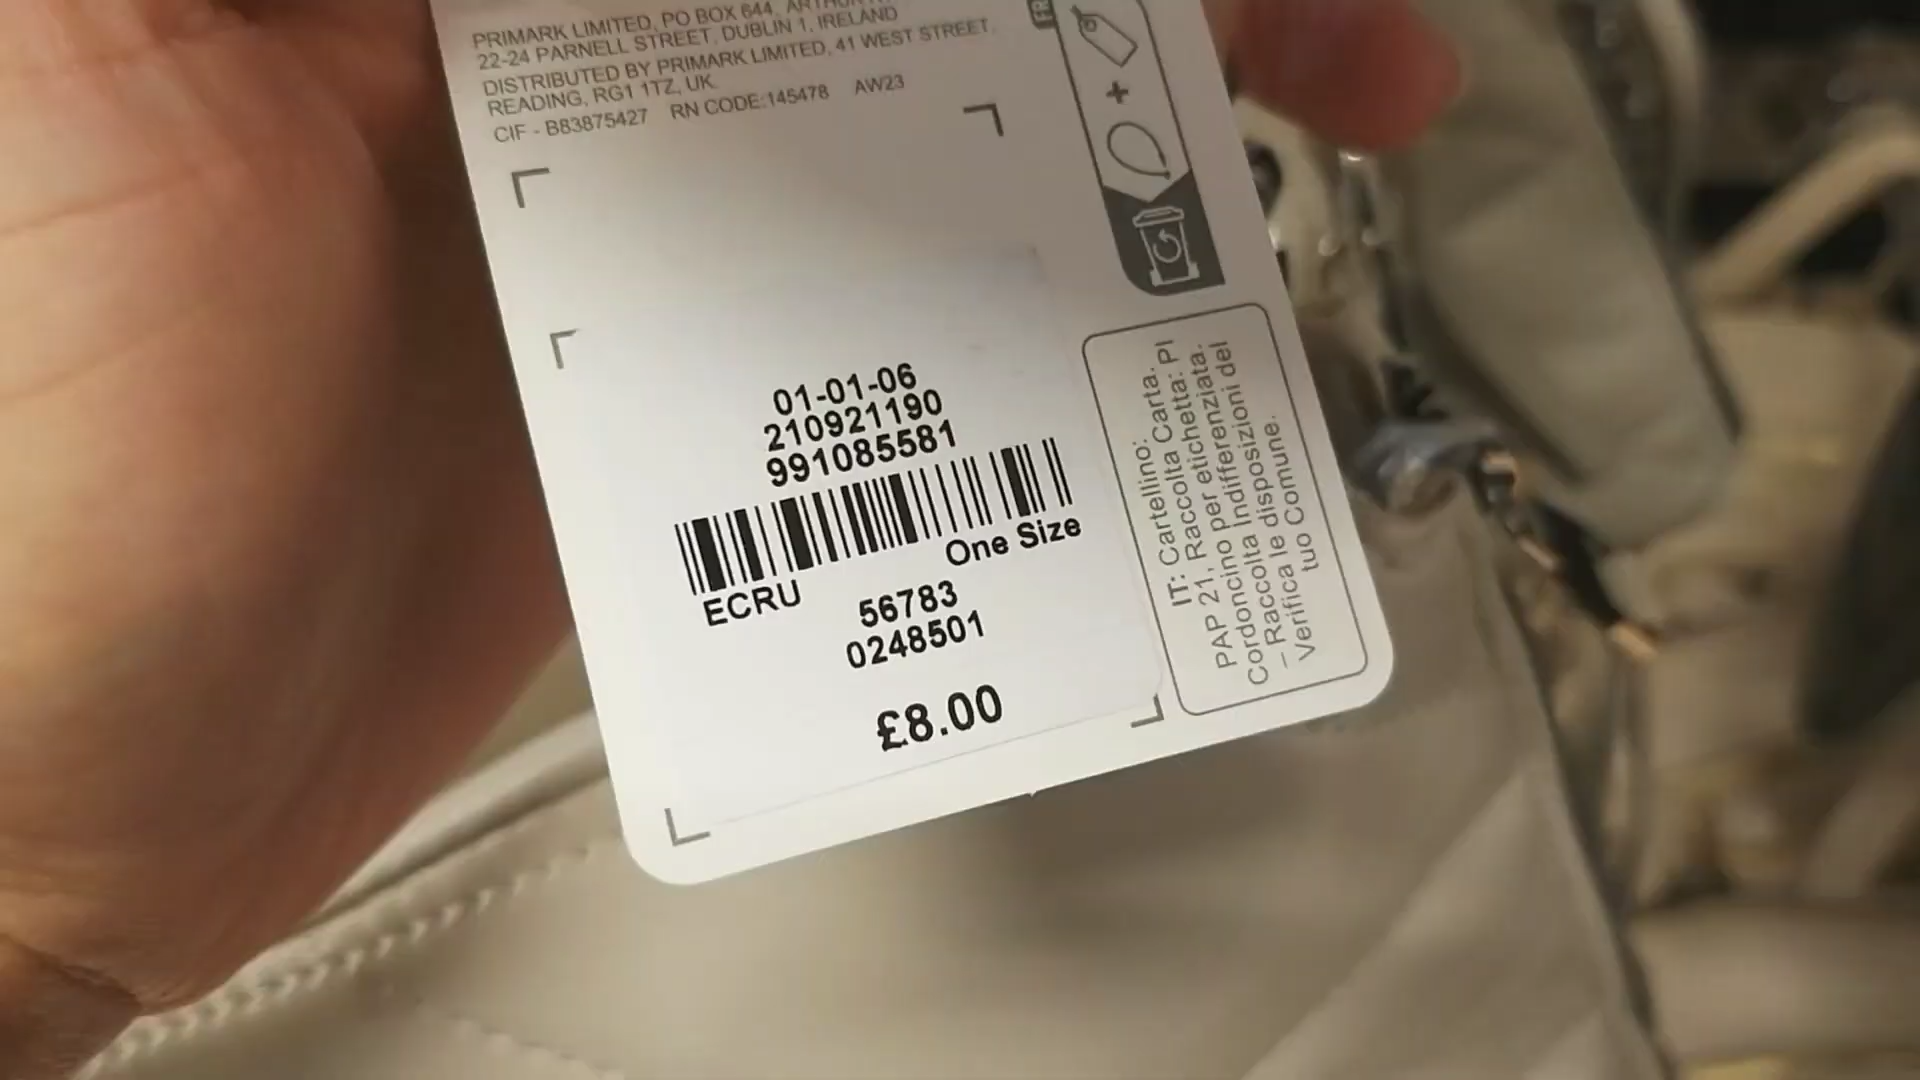 PRIMARK LIMITED, PO BOX 644,
22-24 PARNELL STREET, DUBLIN 1, IRELAND
DISTRIBUTED BY PRIMARK LIMITED, 41 WEST STREET,
READING, RG1 1TZ, UK
CIF - B83875427 RN CODE:145478 AW23
FR
01-01-06
210921190
991085581
One Size
ECRU
56783
0248501
£8.00
IT: Cartellino:
PAP 21, Raccolta Carta.
Cordoncino per etichetta: PI
– Raccolta Indifferenziata.
Verifica le disposizioni del
tuo Comune.